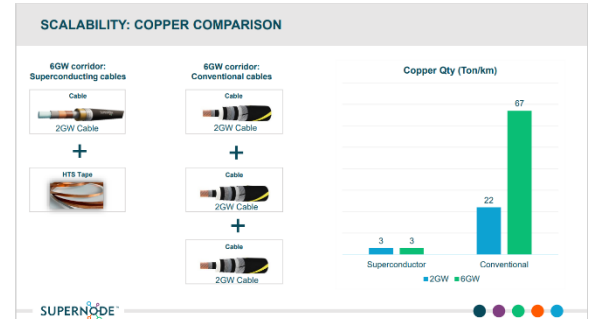 SCALABILITY: COPPER COMPARISON
6GW corridor:
Superconducting cables
Cable
2GW Cable
+
HTS Tape
6GW corridor:
Conventional cables
Cable
2GW Cable
+
Cable
2GW Cable
+
Cable
2GW Cable
Copper Qty (Ton/km)
67
22
3 3
Superconductor Conventional
2GW 6GW
SUPERNODE™